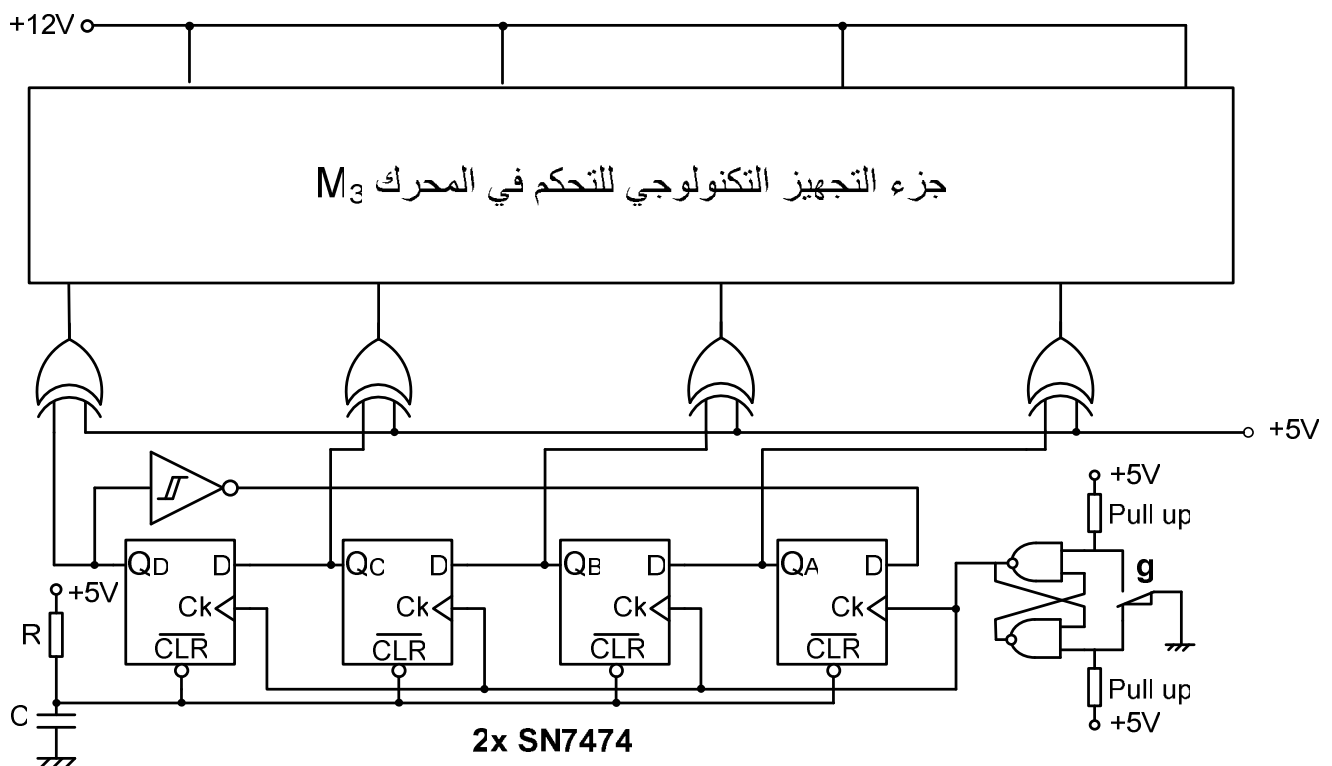 +12V
جزء التجهيز التكنولوجي للتحكم في المحرك M₃
+5V
+5V
Pull up
g
QD D
QC D
QB D
QA D
+5V
R
Ck
Ck
Ck
Ck
CLR
CLR
CLR
CLR
Pull up
C
+5V
2x SN7474